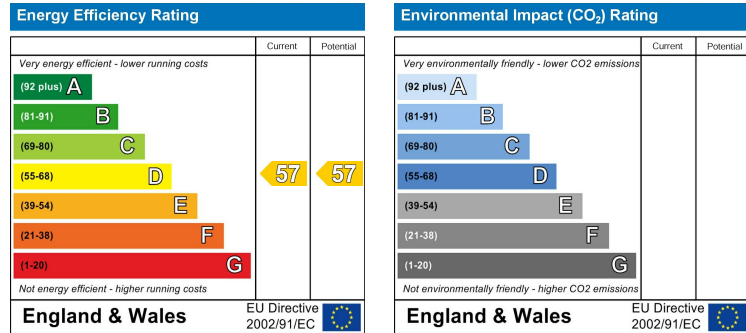 Energy Efficiency Rating
Current Potential
Very energy efficient - lower running costs
(92 plus) A
(81-91) B
(69-80) C
(55-68) D 57 57
(39-54) E
(21-38) F
(1-20) G
Not energy efficient - higher running costs
England & Wales
EU Directive
2002/91/EC
Environmental Impact (CO₂) Rating
Current Potential
Very environmentally friendly - lower CO2 emissions
(92 plus) A
(81-91) B
(69-80) C
(55-68) D
(39-54) E
(21-38) F
(1-20) G
Not environmentally friendly - higher CO2 emissions
England & Wales
EU Directive
2002/91/EC